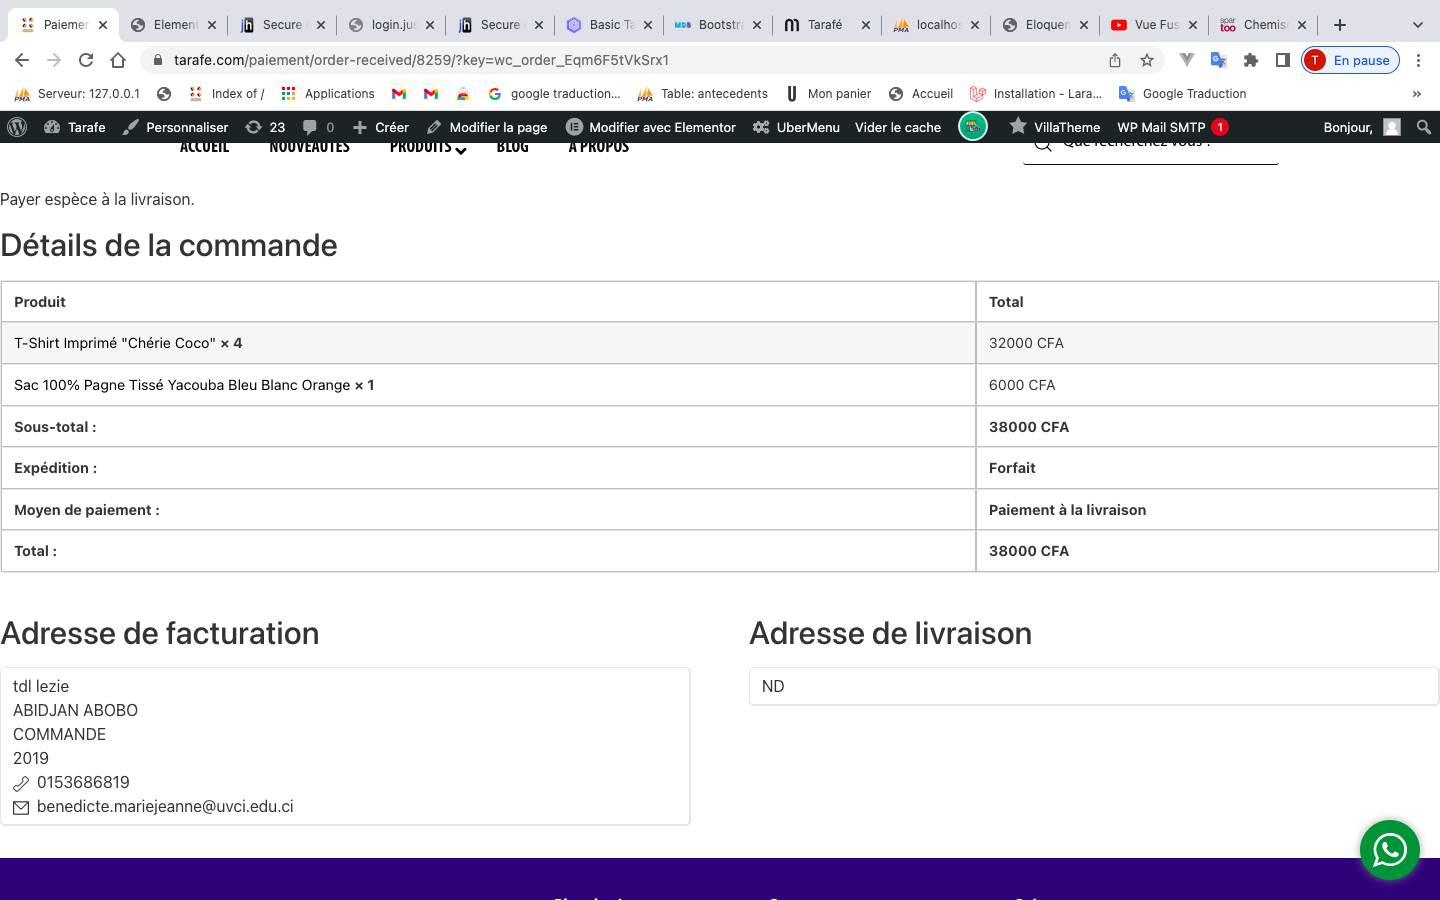 Paiemen
Element
Secure
login.jus
Secure
Basic Ta
Bootstra
Tarafé
localhos
Eloquen
Vue Fus
Chemise
tarafe.com/paiement/order-received/8259/?key=wc_order_Eqm6F5tVkSrx1
T En pause
Serveur: 127.0.0.1
Index of /
Applications
google traduction...
Table: antecedents
Mon panier
Accueil
Installation - Lara...
Google Traduction
»
Tarafe
Personnaliser
23
0
Créer
Modifier la page
Modifier avec Elementor
UberMenu
Vider le cache
VillaTheme
WP Mail SMTP 1
Bonjour,
ACCUEIL
NOUVEAUTÉS
PRODUITS
BLOG
À PROPOS
Que recherchez vous ?
Payer espèce à la livraison.
Détails de la commande
Produit Total
T-Shirt Imprimé "Chérie Coco" × 4 32000 CFA
Sac 100% Pagne Tissé Yacouba Bleu Blanc Orange × 1 6000 CFA
Sous-total : 38000 CFA
Expédition : Forfait
Moyen de paiement : Paiement à la livraison
Total : 38000 CFA
Adresse de facturation
tdl lezie
ABIDJAN ABOBO
COMMANDE
2019
0153686819
benedicte.mariejeanne@uvci.edu.ci
Adresse de livraison
ND